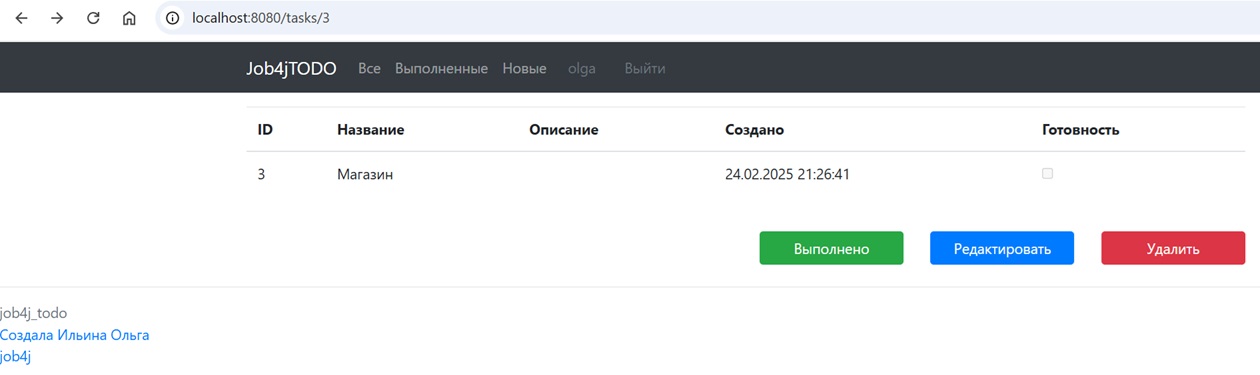 localhost:8080/tasks/3
Job4jTODO Все Выполненные Новые olga Выйти
ID Название Описание Создано Готовность
3 Магазин 24.02.2025 21:26:41
Выполнено Редактировать Удалить
job4j_todo
Создала Ильина Ольга
job4j